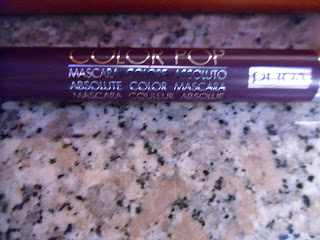 COLOR POP
MASCARA COLORE ASSOLUTO
ABSOLUTE COLOR MASCARA
MASCARA COULEUR ABSOLUE
pupa